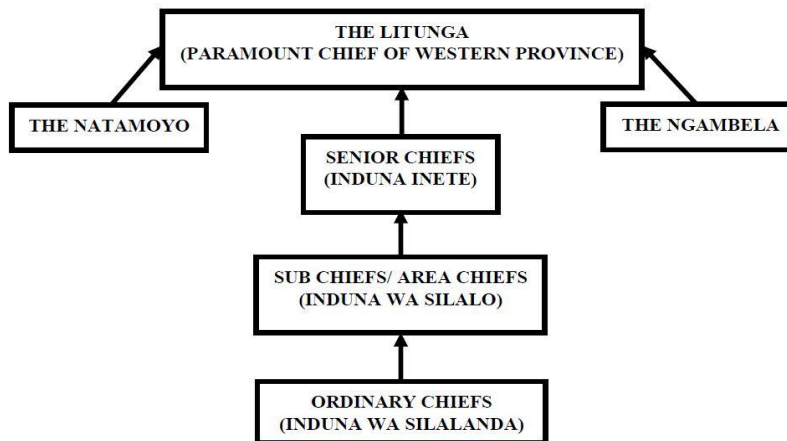 THE LITUNGA
(PARAMOUNT CHIEF OF WESTERN PROVINCE)
THE NATAMOYO
THE NGAMBELA
SENIOR CHIEFS
(INDUNA INETE)
SUB CHIEFS/ AREA CHIEFS
(INDUNA WA SILALO)
ORDINARY CHIEFS
(INDUNA WA SILALANDA)